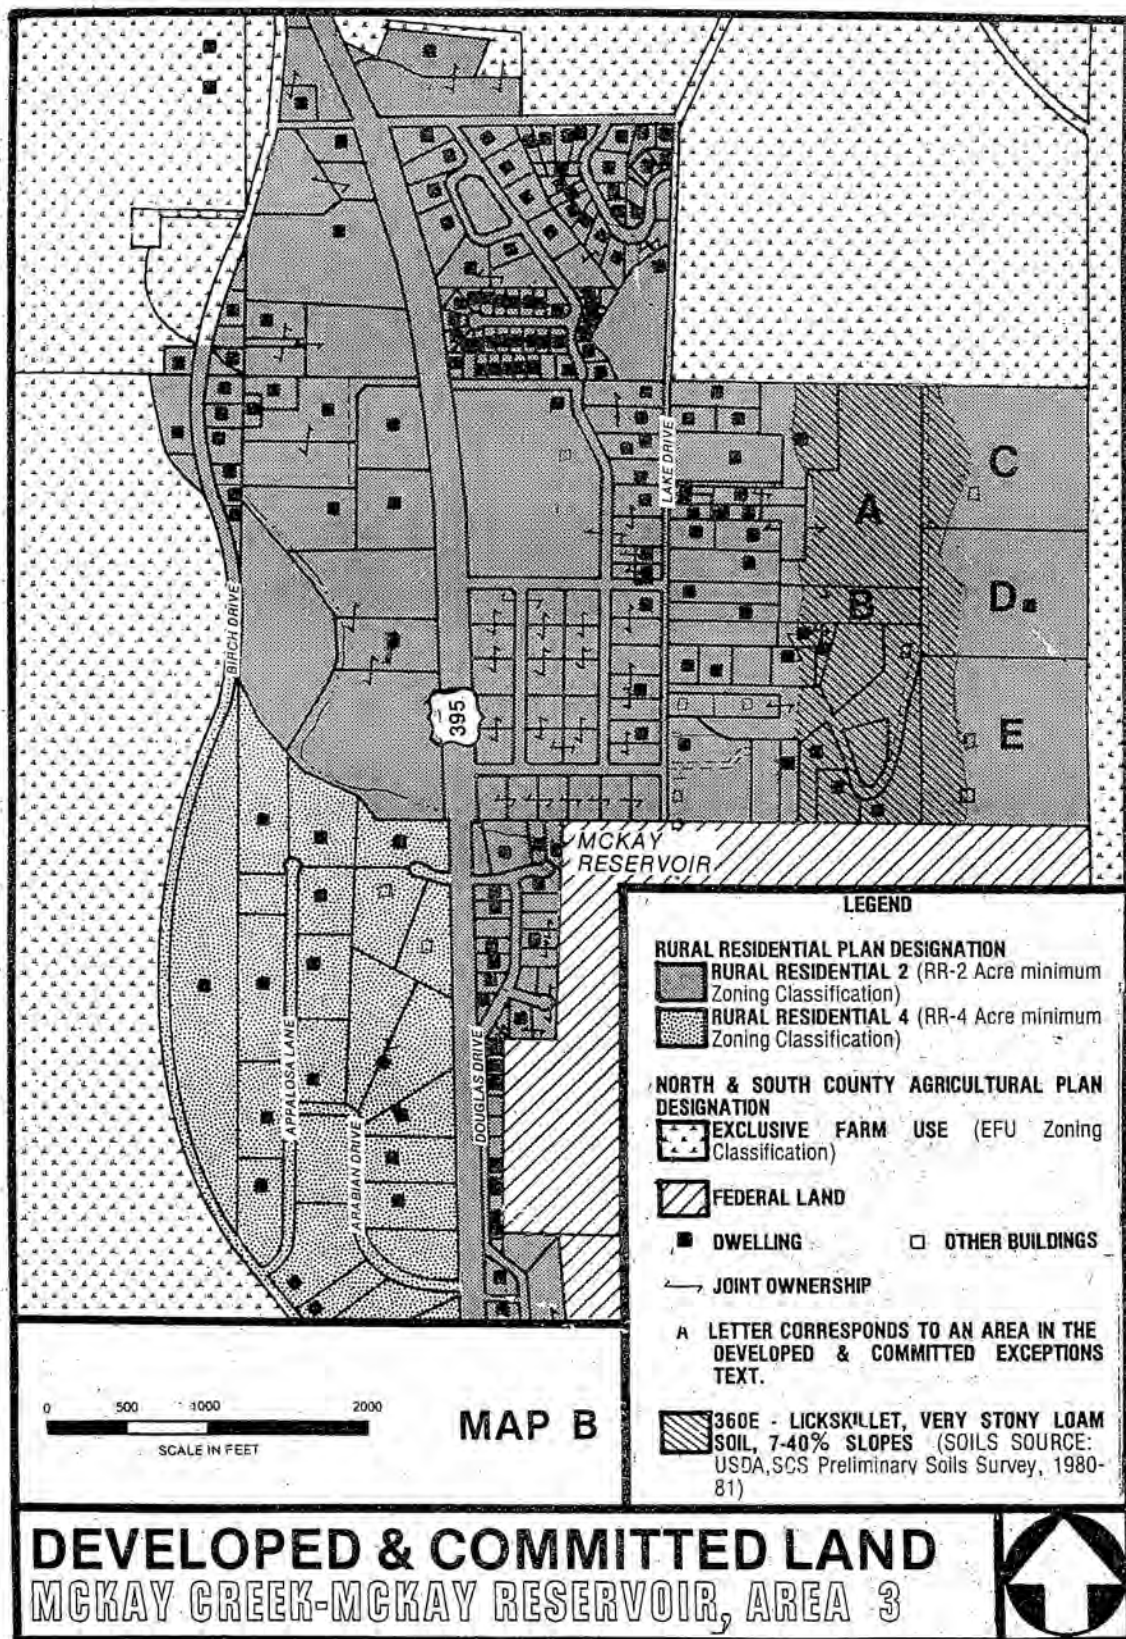 C
LAKE DRIVE
A
BIRCH DRIVE
B
D
395
E
MCKAY
RESERVOIR
APPALOSA LANE
DOUGLAS DRIVE
ARABIAN DRIVE
LEGEND
RURAL RESIDENTIAL PLAN DESIGNATION
RURAL RESIDENTIAL 2 (RR-2 Acre minimum
Zoning Classification)
RURAL RESIDENTIAL 4 (RR-4 Acre minimum
Zoning Classification)
NORTH & SOUTH COUNTY AGRICULTURAL PLAN
DESIGNATION
EXCLUSIVE FARM USE (EFU Zoning
Classification)
FEDERAL LAND
DWELLING
OTHER BUILDINGS
JOINT OWNERSHIP
A LETTER CORRESPONDS TO AN AREA IN THE
DEVELOPED & COMMITTED EXCEPTIONS
TEXT.
360E - LICKSKILLET, VERY STONY LOAM
SOIL, 7-40% SLOPES (SOILS SOURCE:
USDA,SCS Preliminary Soils Survey, 1980-
81)
0 500 1000 2000
SCALE IN FEET
MAP B
DEVELOPED & COMMITTED LAND
MCKAY CREEK-MCKAY RESERVOIR, AREA 3